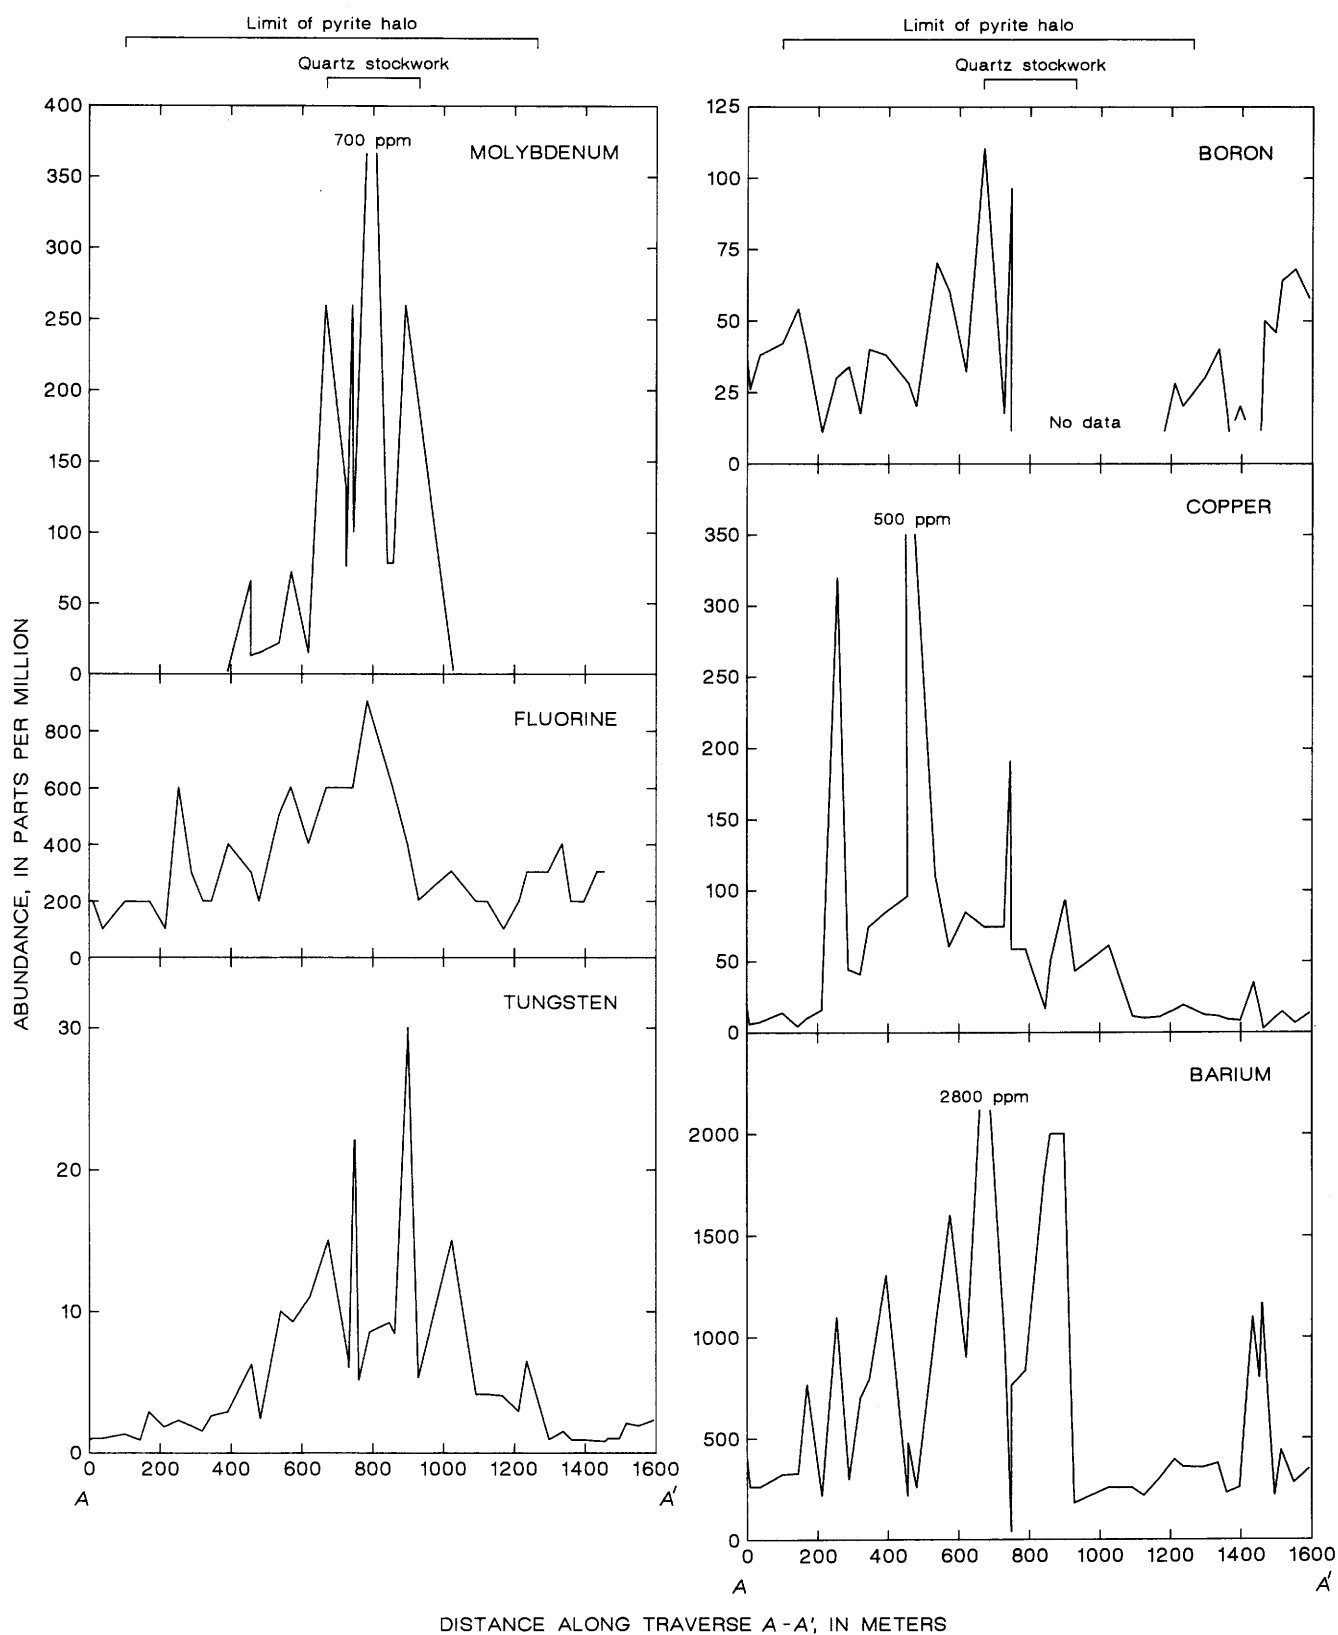 Limit of pyrite halo
Quartz stockwork
400
350
300
250
200
150
100
50
0
700 ppm
MOLYBDENUM
800
600
400
200
0
FLUORINE
30
20
10
0
TUNGSTEN
0 200 400 600 800 1000 1200 1400 1600
A A'
ABUNDANCE, IN PARTS PER MILLION
Limit of pyrite halo
Quartz stockwork
125
100
75
50
25
0
BORON
No data
350
300
250
200
150
100
50
0
500 ppm
COPPER
2000
1500
1000
500
0
2800 ppm
BARIUM
0 200 400 600 800 1000 1200 1400 1600
A A'
DISTANCE ALONG TRAVERSE A-A', IN METERS